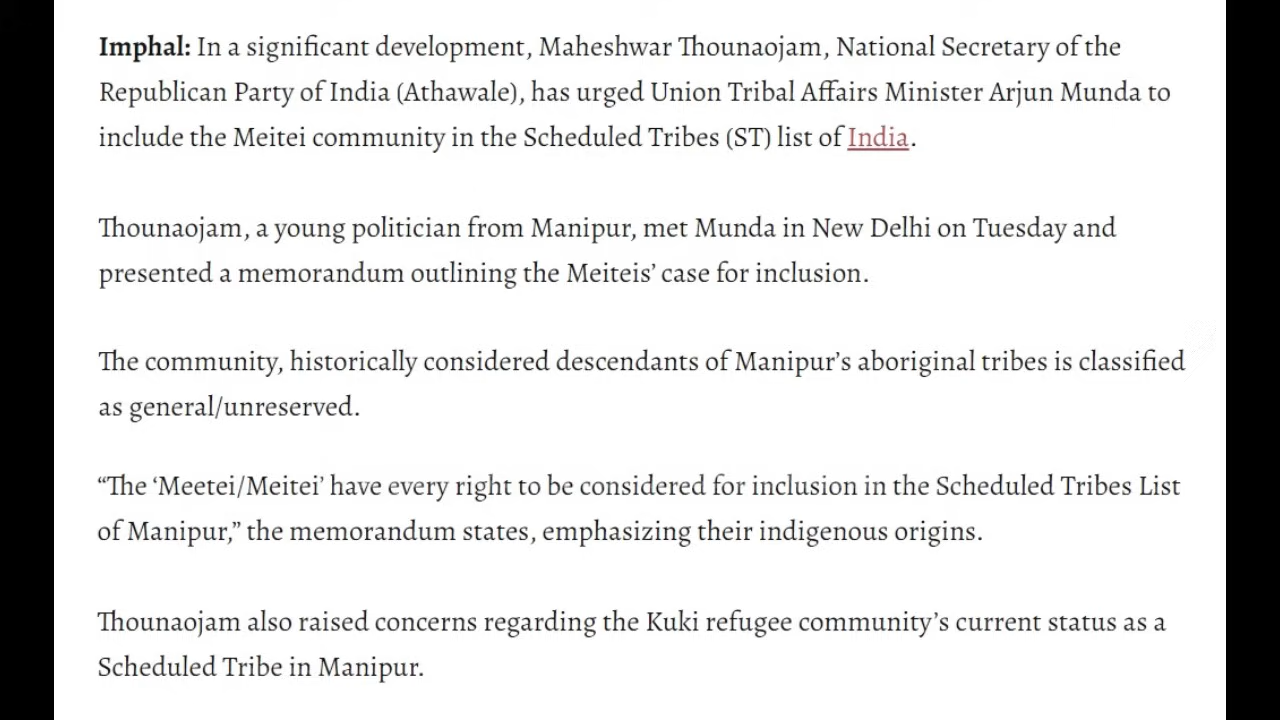 Imphal: In a significant development, Maheshwar Thounaojam, National Secretary of the
Republican Party of India (Athawale), has urged Union Tribal Affairs Minister Arjun Munda to
include the Meitei community in the Scheduled Tribes (ST) list of India.
Thounaojam, a young politician from Manipur, met Munda in New Delhi on Tuesday and
presented a memorandum outlining the Meiteis’ case for inclusion.
The community, historically considered descendants of Manipur’s aboriginal tribes is classified
as general/unreserved.
“The ‘Meetei/Meitei’ have every right to be considered for inclusion in the Scheduled Tribes List
of Manipur,” the memorandum states, emphasizing their indigenous origins.
Thounaojam also raised concerns regarding the Kuki refugee community’s current status as a
Scheduled Tribe in Manipur.